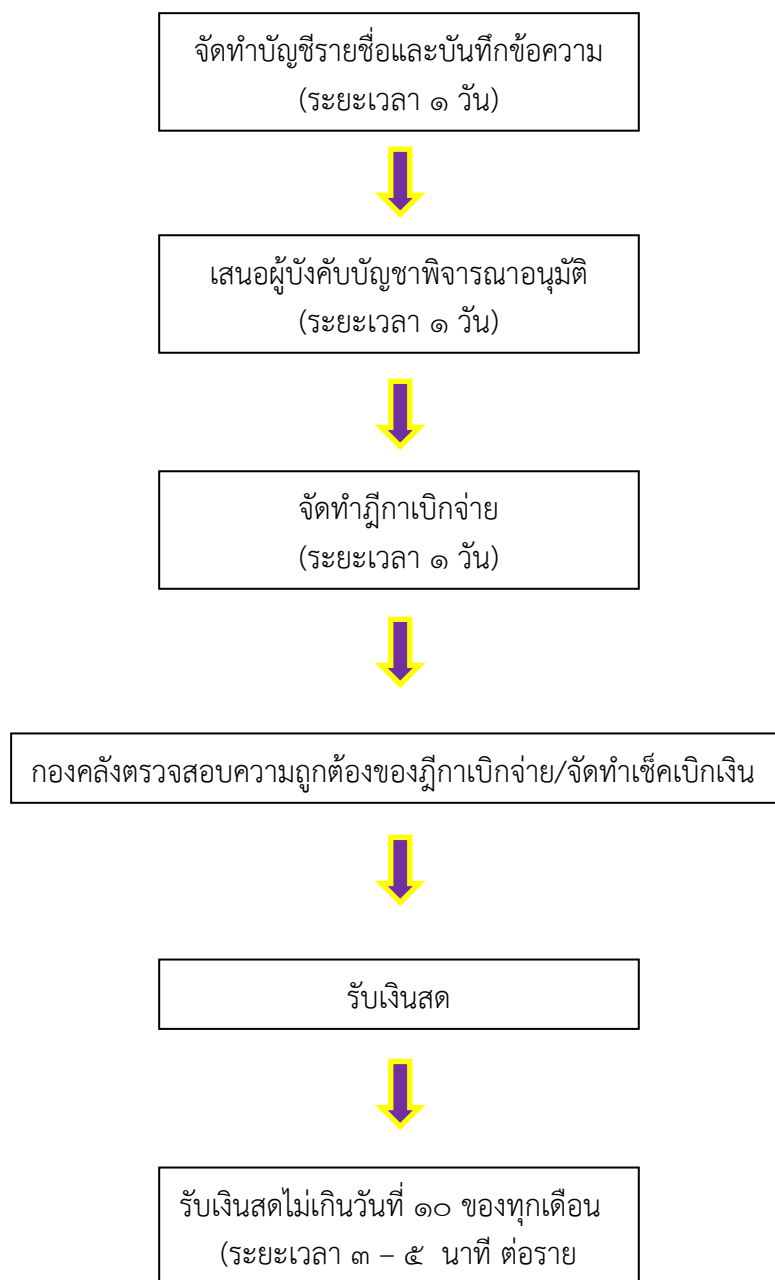 จัดทำบัญชีรายชื่อและบันทึกข้อความ
(ระยะเวลา ๑ วัน)
เสนอผู้บังคับบัญชาพิจารณาอนุมัติ
(ระยะเวลา ๑ วัน)
จัดทำฎีกาเบิกจ่าย
(ระยะเวลา ๑ วัน)
กองคลังตรวจสอบความถูกต้องของฎีกาเบิกจ่าย/จัดทำเช็คเบิกเงิน
รับเงินสด
รับเงินสดไม่เกินวันที่ ๑๐ ของทุกเดือน
(ระยะเวลา ๓ – ๕ นาที ต่อราย